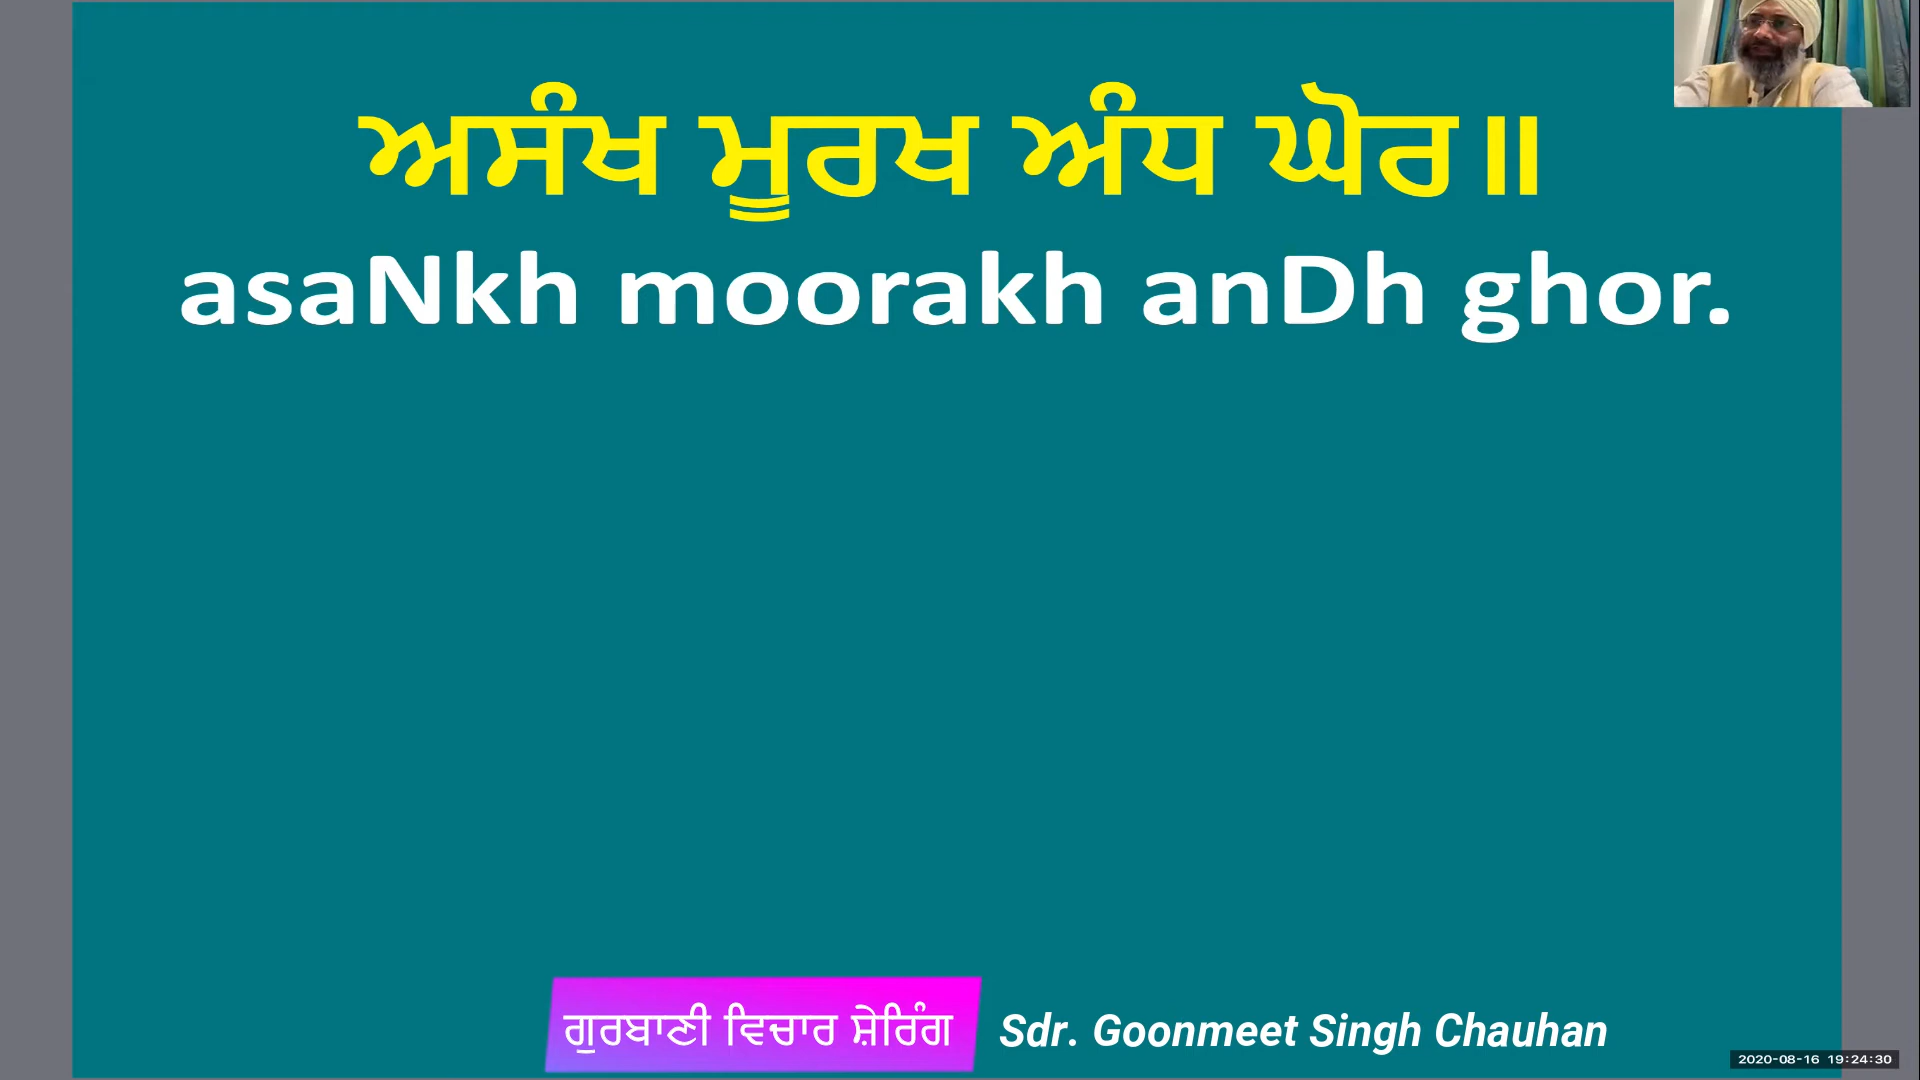 ਅਸੰਖ ਮੂਰਖ ਅੰਧ ਘੋਰ॥
asaNkh moorakh anDh ghor.
ਗੁਰਬਾਣੀ ਵਿਚਾਰ ਸ਼ੇਰਿੰਗ Sdr. Goonmeet Singh Chauhan
2020-08-16 19:24:30